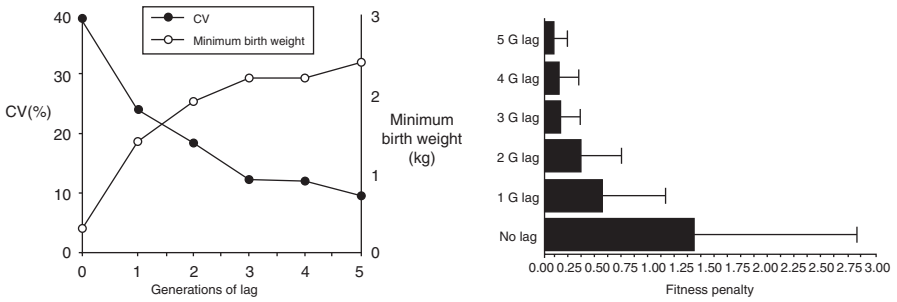 40
30
20
10
0
CV(%)
CV
Minimum birth weight
3
2
1
0
Minimum
birth weight
(kg)
0 1 2 3 4 5
Generations of lag
5 G lag
4 G lag
3 G lag
2 G lag
1 G lag
No lag
0.00 0.25 0.50 0.75 1.00 1.25 1.50 1.75 2.00 2.25 2.50 2.75 3.00
Fitness penalty